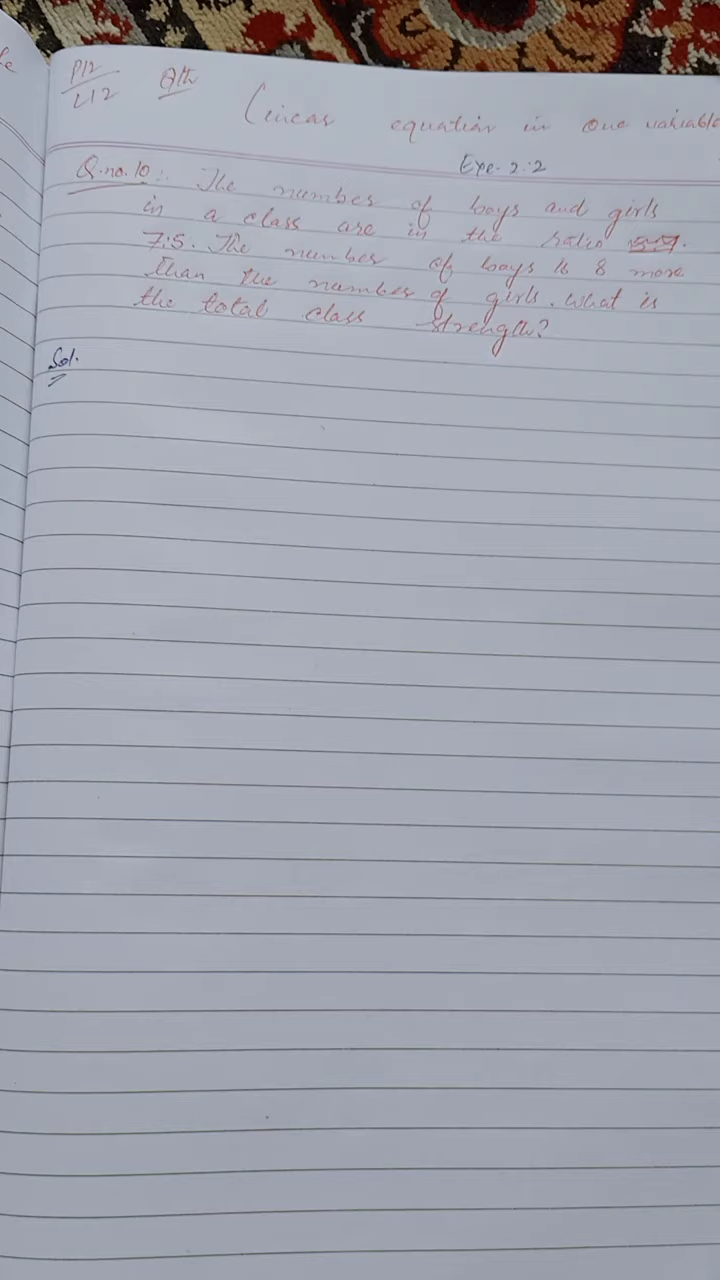 P12
L12
8th
Linear equation in one variable
Exe- 2:2
Q.no.10:. The number of boys and girls
in a class are in the ratio
7:5. The number of boys is 8 more
than the number of girls. What is
the total class strength?
Sol.